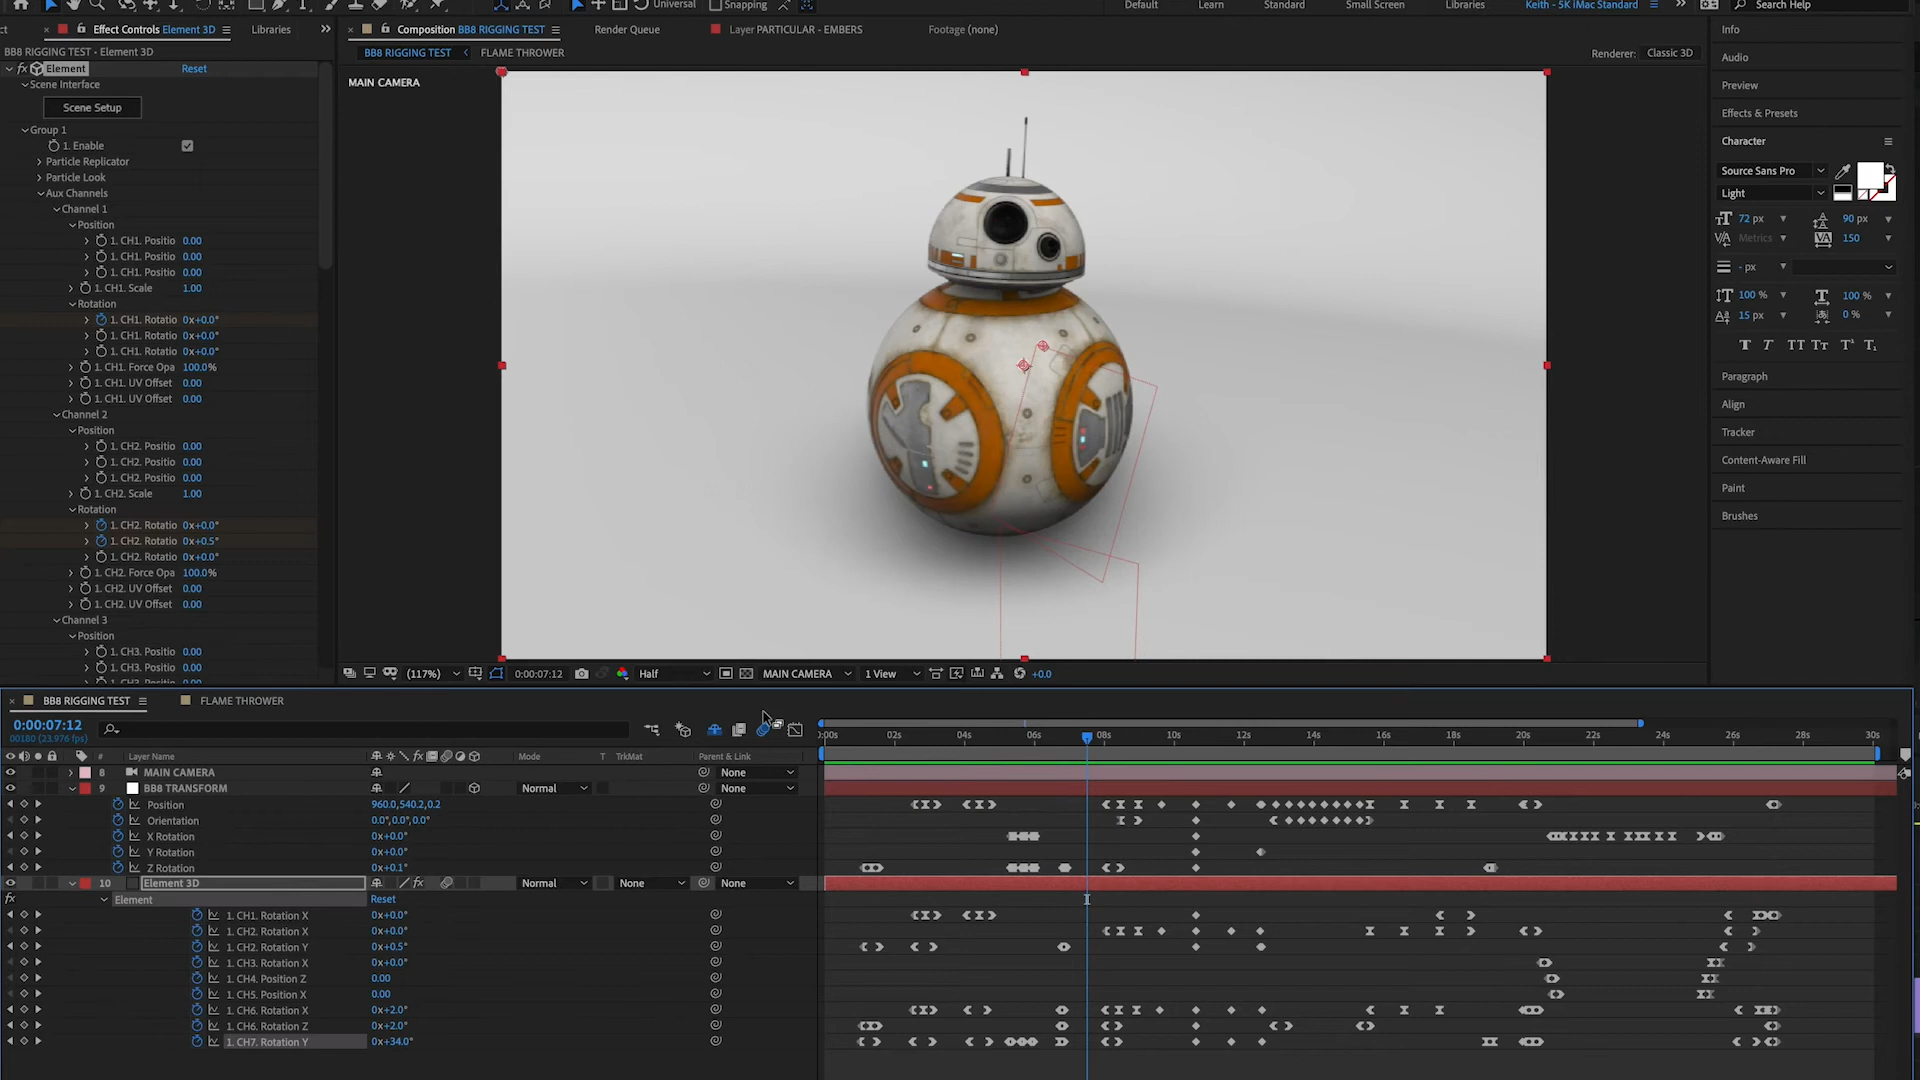 Universal
Snapping
Default
Learn
Standard
Small Screen
Libraries
Keith - 5K iMac Standard
Search Help
Effect Controls Element 3D
Libraries
Composition BB8 RIGGING TEST
Render Queue
Layer PARTICULAR - EMBERS
Footage (none)
BB8 RIGGING TEST • Element 3D
BB8 RIGGING TEST
FLAME THROWER
Renderer:
Classic 3D
fx Element
Reset
Scene Interface
Scene Setup
Group 1
1. Enable
Particle Replicator
Particle Look
Aux Channels
Channel 1
Position
1. CH1. Positio 0.00
1. CH1. Positio 0.00
1. CH1. Positio 0.00
1. CH1. Scale 1.00
Rotation
1. CH1. Rotatio 0x+0.0°
1. CH1. Rotatio 0x+0.0°
1. CH1. Rotatio 0x+0.0°
1. CH1. Force Opa 100.0%
1. CH1. UV Offset 0.00
1. CH1. UV Offset 0.00
Channel 2
Position
1. CH2. Positio 0.00
1. CH2. Positio 0.00
1. CH2. Positio 0.00
1. CH2. Scale 1.00
Rotation
1. CH2. Rotatio 0x+0.0°
1. CH2. Rotatio 0x+0.5°
1. CH2. Rotatio 0x+0.0°
1. CH2. Force Opa 100.0%
1. CH2. UV Offset 0.00
1. CH2. UV Offset 0.00
Channel 3
Position
1. CH3. Positio 0.00
1. CH3. Positio 0.00
MAIN CAMERA
(117%)
0:00:07:12
Half
MAIN CAMERA
1 View
+0.0
Info
Audio
Preview
Effects & Presets
Character
Source Sans Pro
Light
72 px
90 px
Metrics
150
- px
100 %
100 %
15 px
0 %
Paragraph
Align
Tracker
Content-Aware Fill
Paint
Brushes
BB8 RIGGING TEST
FLAME THROWER
0:00:07:12
00180 (23.976 fps)
:00s 02s 04s 06s 08s 10s 12s 14s 16s 18s 20s 22s 24s 26s 28s 30s
# Layer Name
Mode
T TrkMat
Parent & Link
8 MAIN CAMERA
None
9 BB8 TRANSFORM
Normal
None
Position 960.0,540.2,0.2
Orientation 0.0°,0.0°,0.0°
X Rotation 0x+0.0°
Y Rotation 0x+0.0°
Z Rotation 0x+0.1°
10 Element 3D
fx
Normal
None
None
fx Element
Reset
1. CH1. Rotation X 0x+0.0°
1. CH2. Rotation X 0x+0.0°
1. CH2. Rotation Y 0x+0.5°
1. CH3. Rotation X 0x+0.0°
1. CH4. Position Z 0.00
1. CH5. Position X 0.00
1. CH6. Rotation X 0x+2.0°
1. CH6. Rotation Z 0x+2.0°
1. CH7. Rotation Y 0x+34.0°